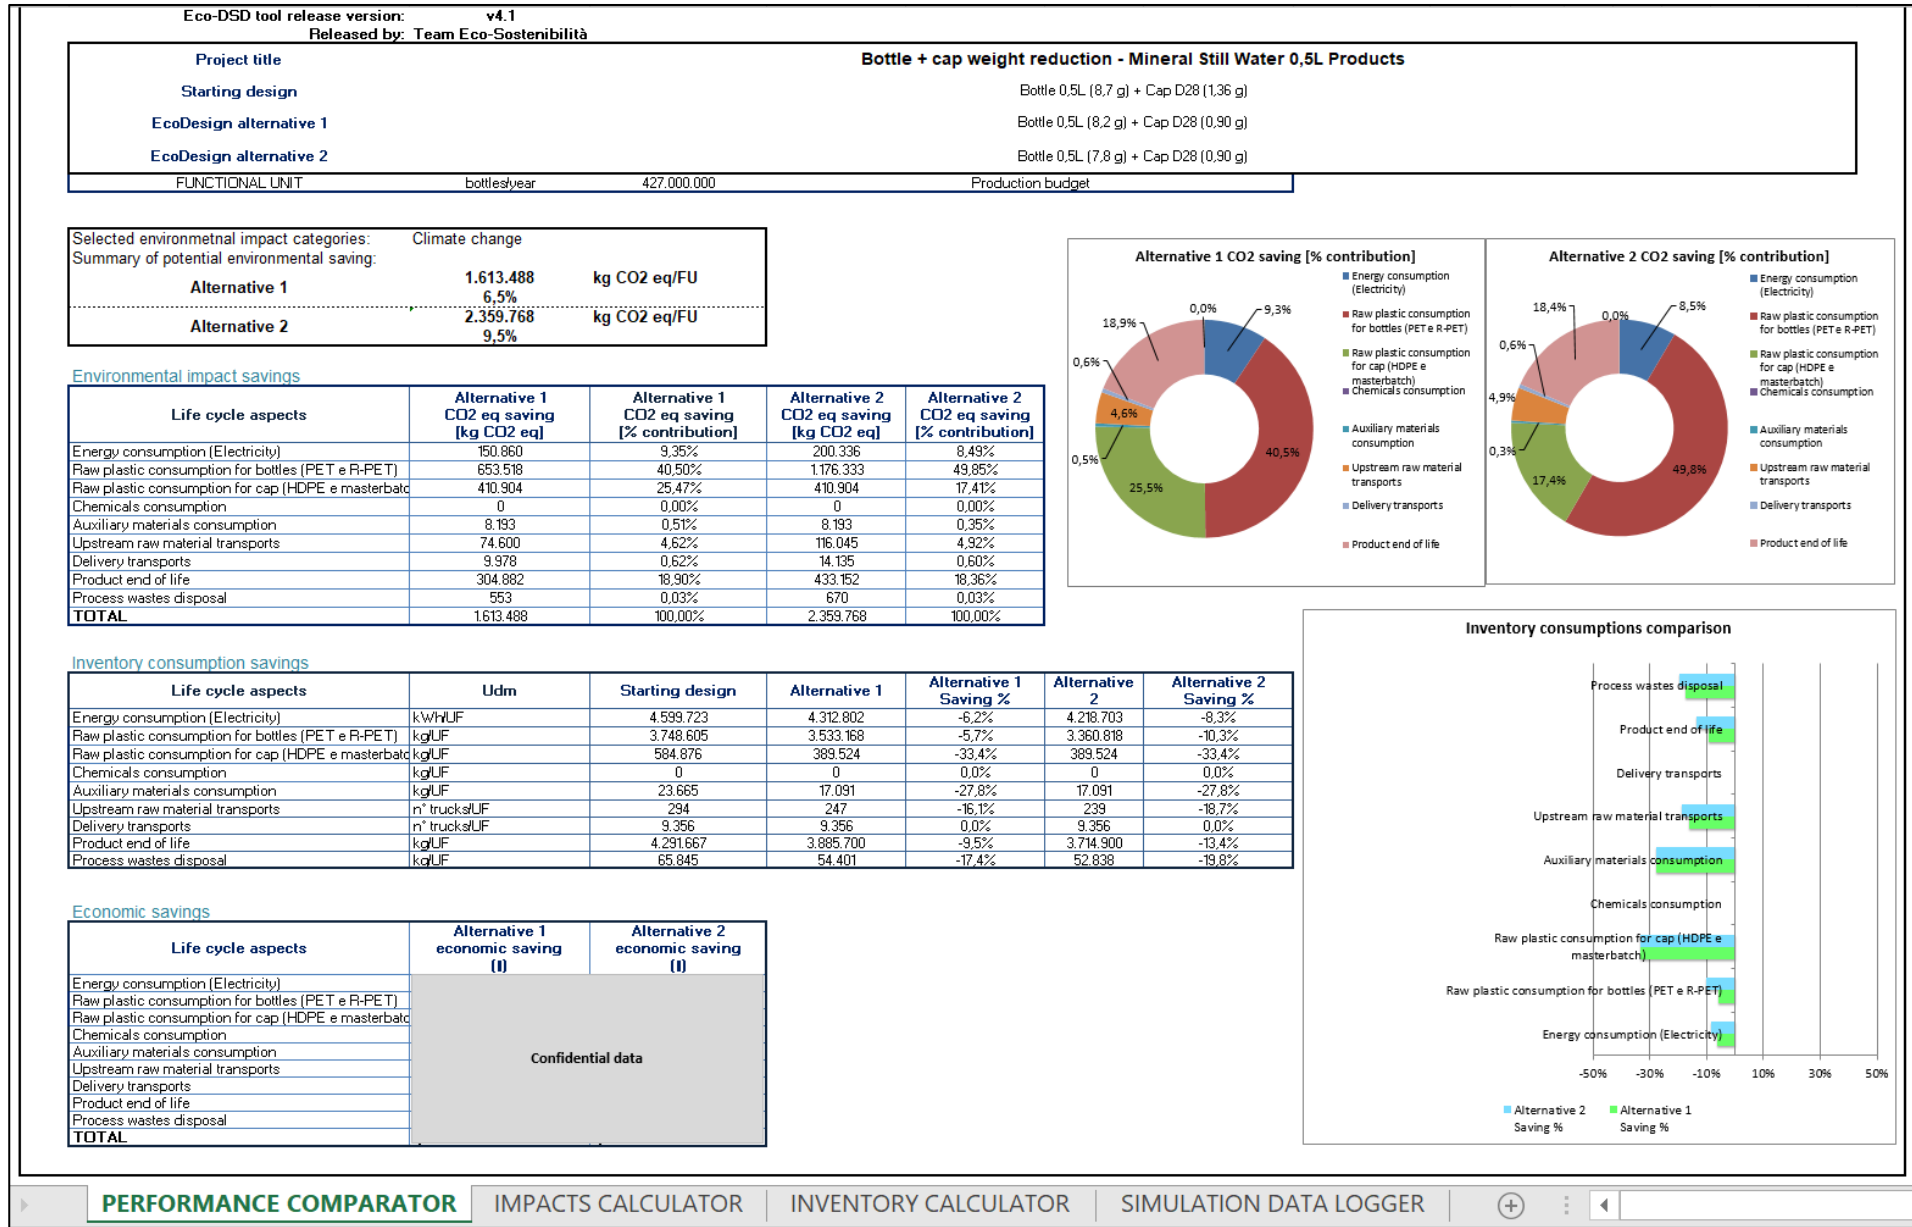 Eco-DSD tool release version: v4.1
Released by: Team Eco-Sostenibilità
Project title Bottle + cap weight reduction - Mineral Still Water 0,5L Products
Starting design Bottle 0,5L (8,7 g) + Cap D28 (1,36 g)
EcoDesign alternative 1 Bottle 0,5L (8,2 g) + Cap D28 (0,90 g)
EcoDesign alternative 2 Bottle 0,5L (7,8 g) + Cap D28 (0,90 g)
FUNCTIONAL UNIT bottles/year 427.000.000 Production budget
Selected environmetnal impact categories: Climate change
Summary of potential environmental saving:
Alternative 1 1.613.488 kg CO2 eq/FU
6,5%
Alternative 2 2.359.768 kg CO2 eq/FU
9,5%
Environmental impact savings
Life cycle aspects Alternative 1 CO2 eq saving [kg CO2 eq] Alternative 1 CO2 eq saving [% contribution] Alternative 2 CO2 eq saving [kg CO2 eq] Alternative 2 CO2 eq saving [% contribution]
Energy consumption (Electricity) 150.860 9,35% 200.336 8,49%
Raw plastic consumption for bottles (PET e R-PET) 653.518 40,50% 1.176.333 49,85%
Raw plastic consumption for cap (HDPE e masterbatc 410.904 25,47% 410.904 17,41%
Chemicals consumption 0 0,00% 0 0,00%
Auxiliary materials consumption 8.193 0,51% 8.193 0,35%
Upstream raw material transports 74.600 4,62% 116.045 4,92%
Delivery transports 9.978 0,62% 14.135 0,60%
Product end of life 304.882 18,90% 433.152 18,36%
Process wastes disposal 553 0,03% 670 0,03%
TOTAL 1.613.488 100,00% 2.359.768 100,00%
Alternative 1 CO2 saving [% contribution]
0,0%
9,3%
18,9%
0,6%
4,6%
0,5%
25,5%
40,5%
Energy consumption
(Electricity)
Raw plastic consumption
for bottles (PET e R-PET)
Raw plastic consumption
for cap (HDPE e
masterbatch)
Chemicals consumption
Auxiliary materials
consumption
Upstream raw material
transports
Delivery transports
Product end of life
Alternative 2 CO2 saving [% contribution]
0,0%
8,5%
18,4%
0,6%
4,9%
0,3%
17,4%
49,8%
Energy consumption
(Electricity)
Raw plastic consumption
for bottles (PET e R-PET)
Raw plastic consumption
for cap (HDPE e
masterbatch)
Chemicals consumption
Auxiliary materials
consumption
Upstream raw material
transports
Delivery transports
Product end of life
Inventory consumption savings
Life cycle aspects Udm Starting design Alternative 1 Alternative 1 Saving % Alternative 2 Alternative 2 Saving %
Energy consumption (Electricity) kWh/UF 4.599.723 4.312.802 -6,2% 4.218.703 -8,3%
Raw plastic consumption for bottles (PET e R-PET) kg/UF 3.748.605 3.533.168 -5,7% 3.360.818 -10,3%
Raw plastic consumption for cap (HDPE e masterbatc kg/UF 584.876 389.524 -33,4% 389.524 -33,4%
Chemicals consumption kg/UF 0 0 0,0% 0 0,0%
Auxiliary materials consumption kg/UF 23.665 17.091 -27,8% 17.091 -27,8%
Upstream raw material transports n° trucks/UF 294 247 -16,1% 239 -18,7%
Delivery transports n° trucks/UF 9.356 9.356 0,0% 9.356 0,0%
Product end of life kg/UF 4.291.667 3.885.700 -9,5% 3.714.900 -13,4%
Process wastes disposal kg/UF 65.845 54.401 -17,4% 52.838 -19,8%
Inventory consumptions comparison
Process wastes disposal
Product end of life
Delivery transports
Upstream raw material transports
Auxiliary materials consumption
Chemicals consumption
Raw plastic consumption for cap (HDPE e
masterbatch)
Raw plastic consumption for bottles (PET e R-PET)
Energy consumption (Electricity)
-50% -30% -10% 10% 30% 50%
Alternative 2 Saving %
Alternative 1 Saving %
Economic savings
Life cycle aspects Alternative 1 economic saving (I) Alternative 2 economic saving (I)
Energy consumption (Electricity)
Raw plastic consumption for bottles (PET e R-PET)
Raw plastic consumption for cap (HDPE e masterbatc
Chemicals consumption
Auxiliary materials consumption
Upstream raw material transports
Delivery transports
Product end of life
Process wastes disposal
TOTAL
Confidential data
PERFORMANCE COMPARATOR IMPACTS CALCULATOR INVENTORY CALCULATOR SIMULATION DATA LOGGER